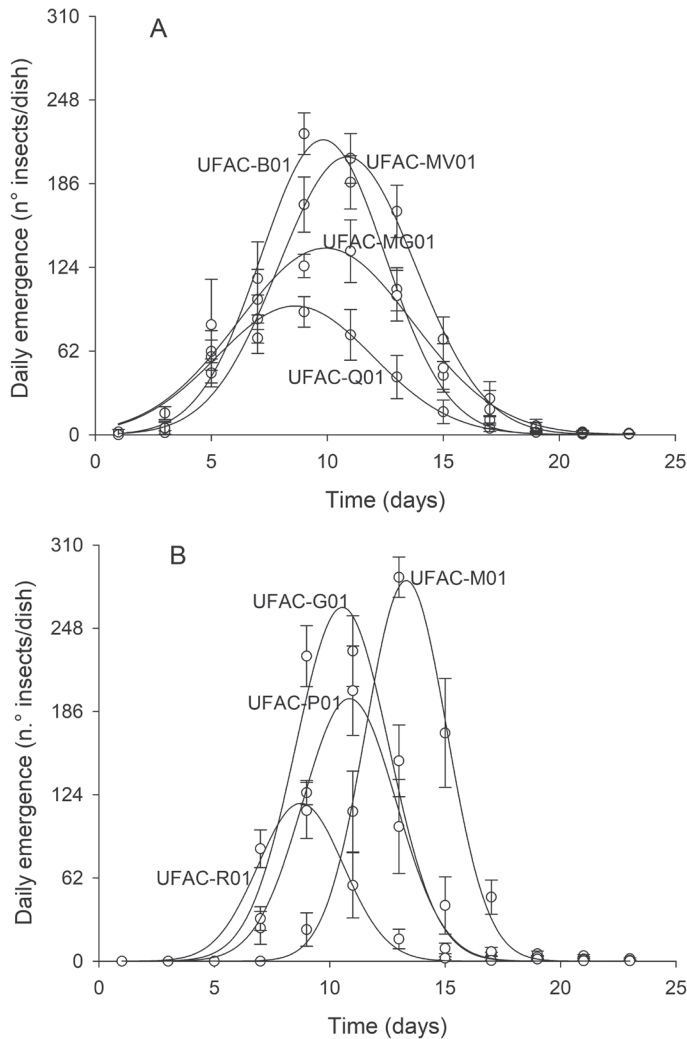 A
310
248
186
124
62
0
Daily emergence (n° insects/dish)
UFAC-B01
UFAC-MV01
UFAC-MG01
UFAC-Q01
0 5 10 15 20 25
Time (days)
B
310
248
186
124
62
0
Daily emergence (n.° insects/dish)
UFAC-M01
UFAC-G01
UFAC-P01
UFAC-R01
0 5 10 15 20 25
Time (days)